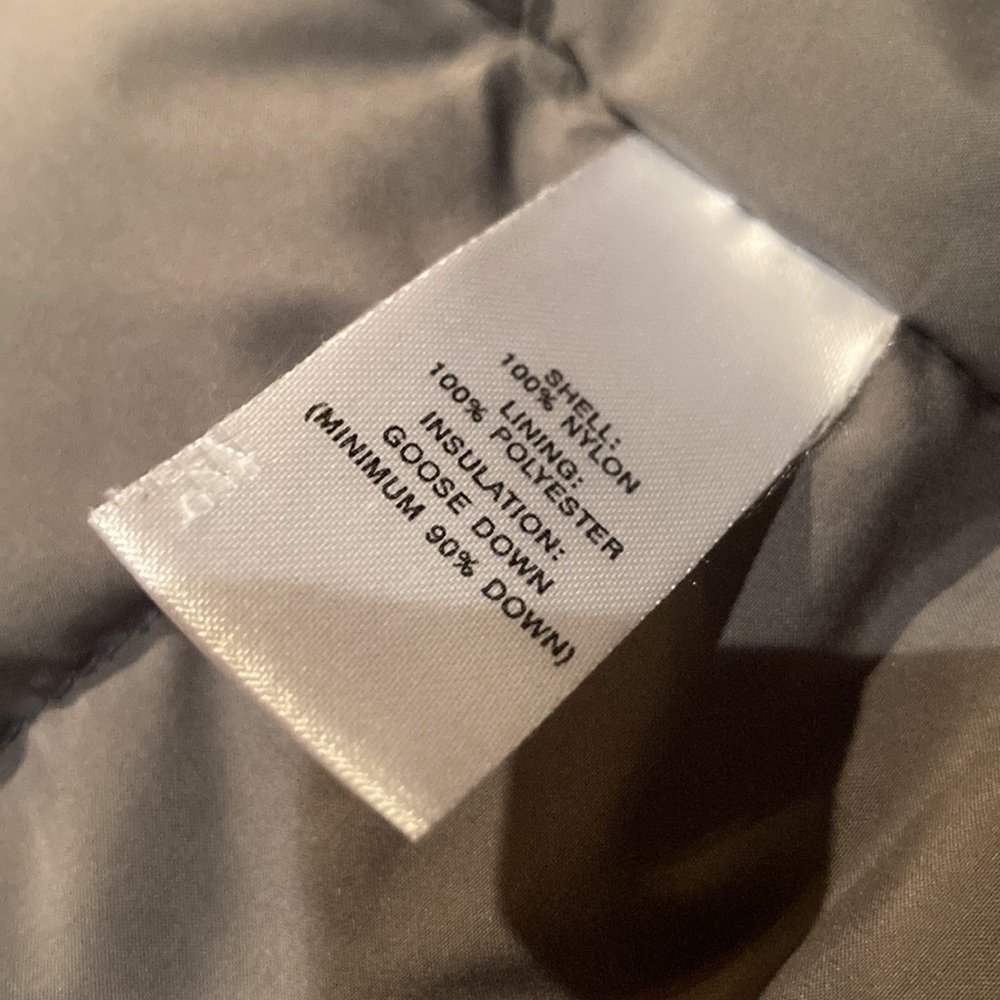 SHELL:
100% NYLON
LINING:
100% POLYESTER
INSULATION:
GOOSE DOWN
(MINIMUM 90% DOWN)